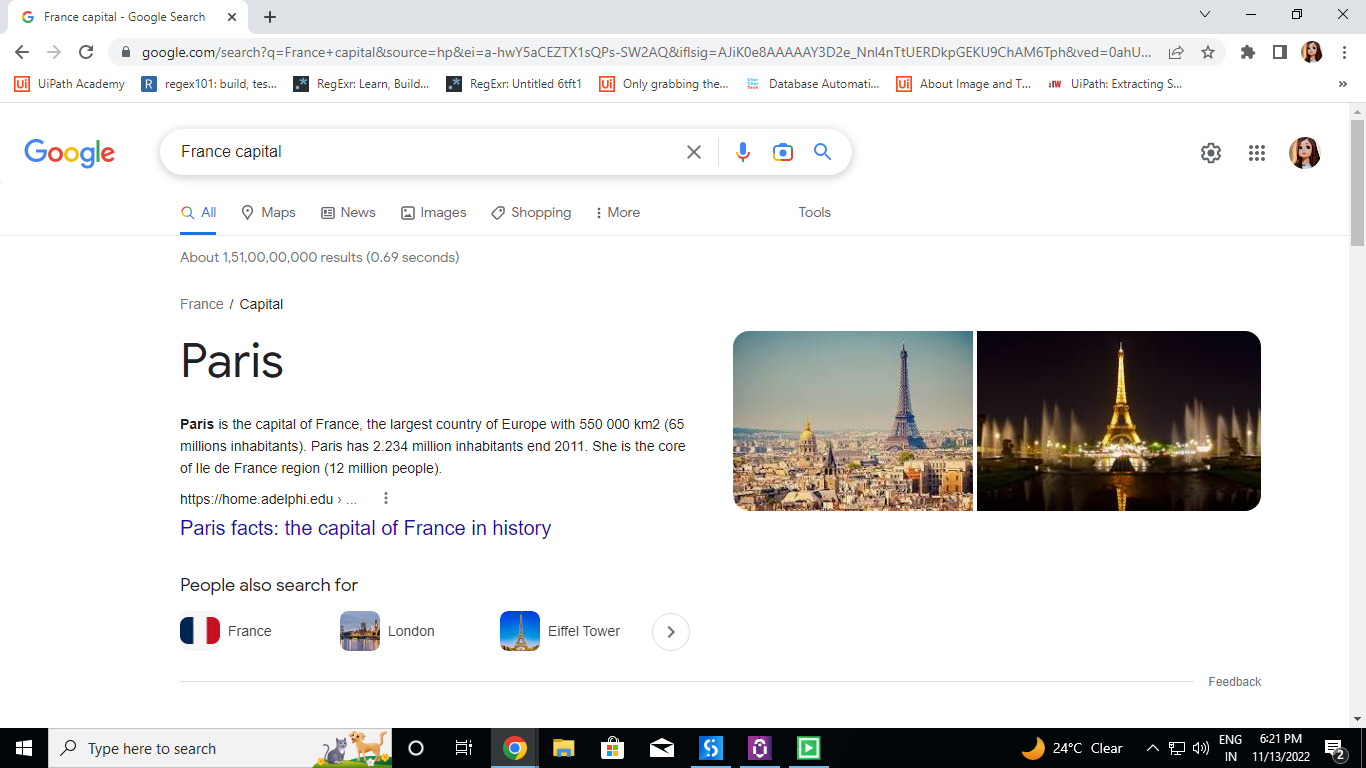 France capital - Google Search
google.com/search?q=France+capital&source=hp&ei=a-hwY5aCEZTX1sQPs-SW2AQ&iflsig=AJiK0e8AAAAAY3D2e_Nnl4nTtUERDkpGEKU9ChAM6Tph&ved=0ahU...
UiPath Academy regex101: build, tes... RegExr: Learn, Build... RegExr: Untitled 6tft1 Only grabbing the... Database Automati... About Image and T... UiPath: Extracting S... »
Google France capital
All Maps News Images Shopping More Tools
About 1,51,00,00,000 results (0.69 seconds)
France / Capital
Paris
Paris is the capital of France, the largest country of Europe with 550 000 km2 (65
millions inhabitants). Paris has 2.234 million inhabitants end 2011. She is the core
of Ile de France region (12 million people).
https://home.adelphi.edu › ...
Paris facts: the capital of France in history
People also search for
France London Eiffel Tower
Feedback
Type here to search 24°C Clear ENG 6:21 PM
IN 11/13/2022 2